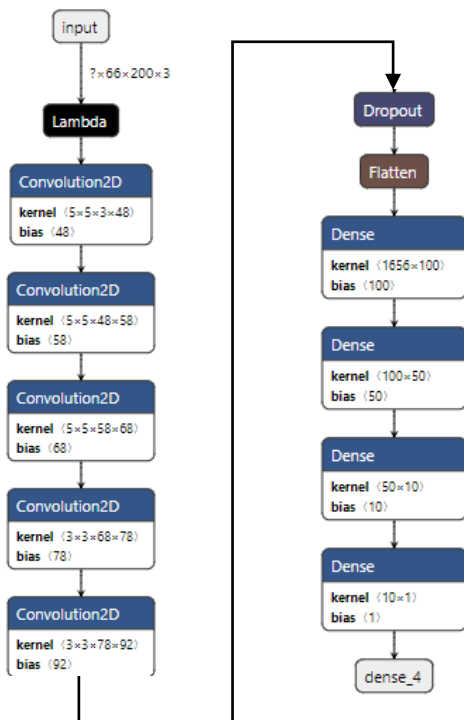 input
?×66×200×3
Lambda
Convolution2D
kernel ⟨5×5×3×48⟩
bias ⟨48⟩
Convolution2D
kernel ⟨5×5×48×58⟩
bias ⟨58⟩
Convolution2D
kernel ⟨5×5×58×68⟩
bias ⟨68⟩
Convolution2D
kernel ⟨3×3×68×78⟩
bias ⟨78⟩
Convolution2D
kernel ⟨3×3×78×92⟩
bias ⟨92⟩
Dropout
Flatten
Dense
kernel ⟨1656×100⟩
bias ⟨100⟩
Dense
kernel ⟨100×50⟩
bias ⟨50⟩
Dense
kernel ⟨50×10⟩
bias ⟨10⟩
Dense
kernel ⟨10×1⟩
bias ⟨1⟩
dense_4